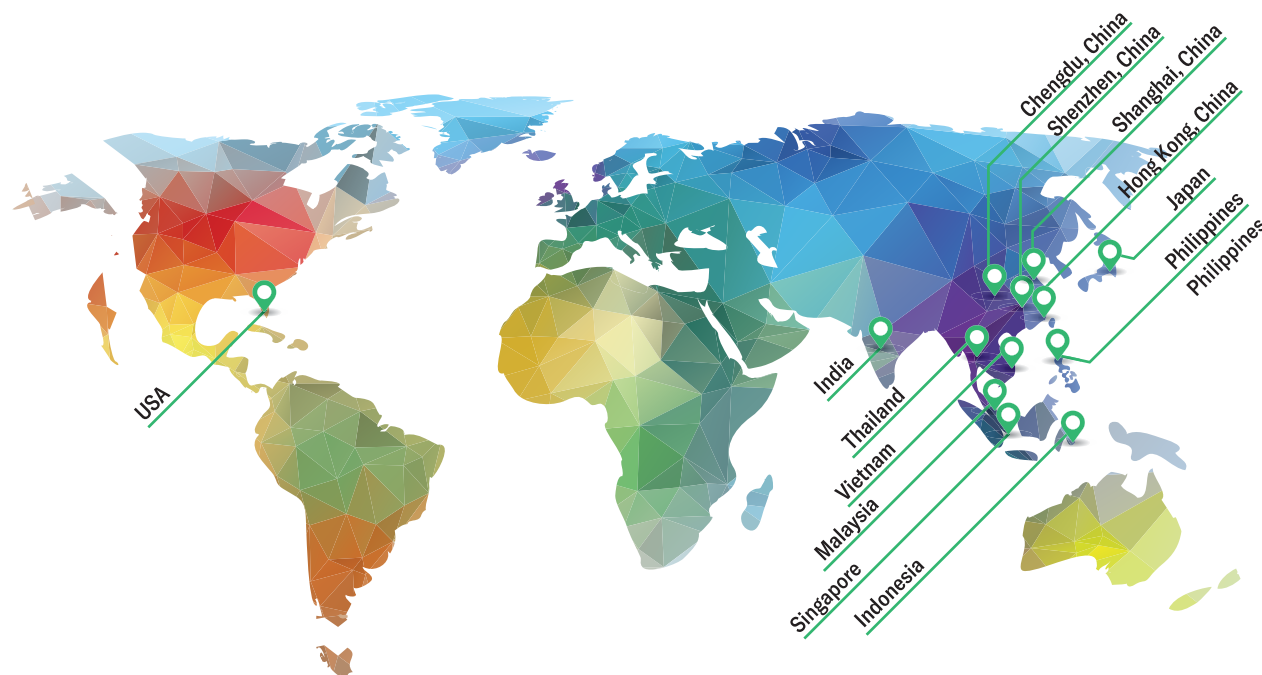 Chengdu, China
Shenzhen, China
Shanghai, China
Hong Kong, China
Japan
Philippines
Philippines
USA
India
Thailand
Vietnam
Malaysia
Singapore
Indonesia